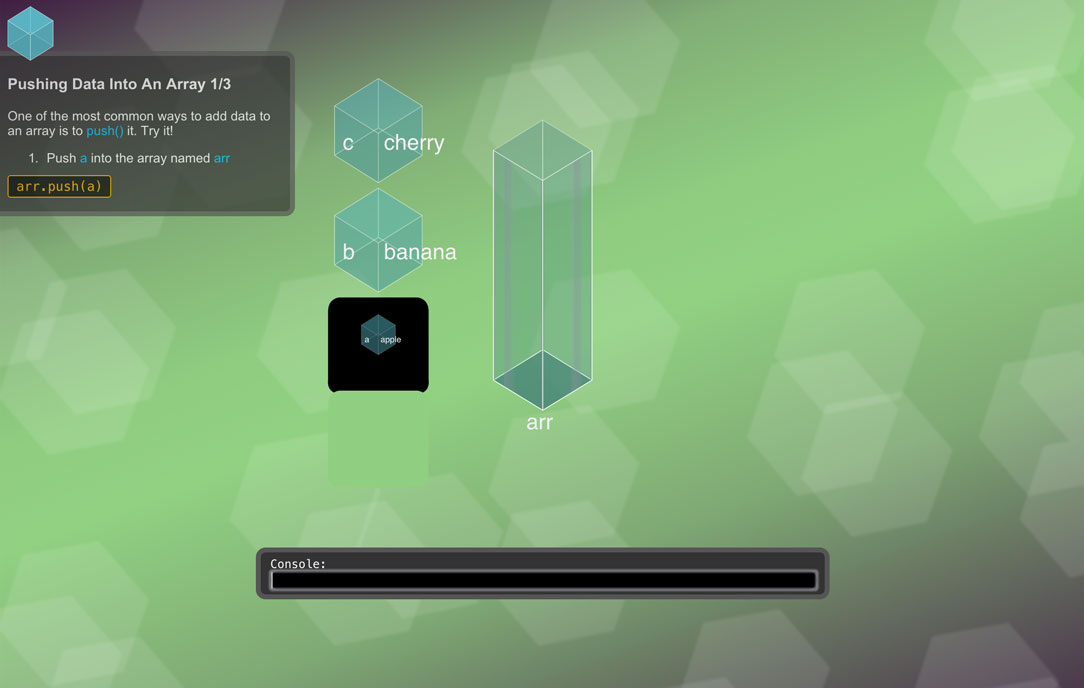 Pushing Data Into An Array 1/3
One of the most common ways to add data to
an array is to push() it. Try it!
1. Push a into the array named arr
arr.push(a)
c cherry
b banana
a apple
arr
Console: